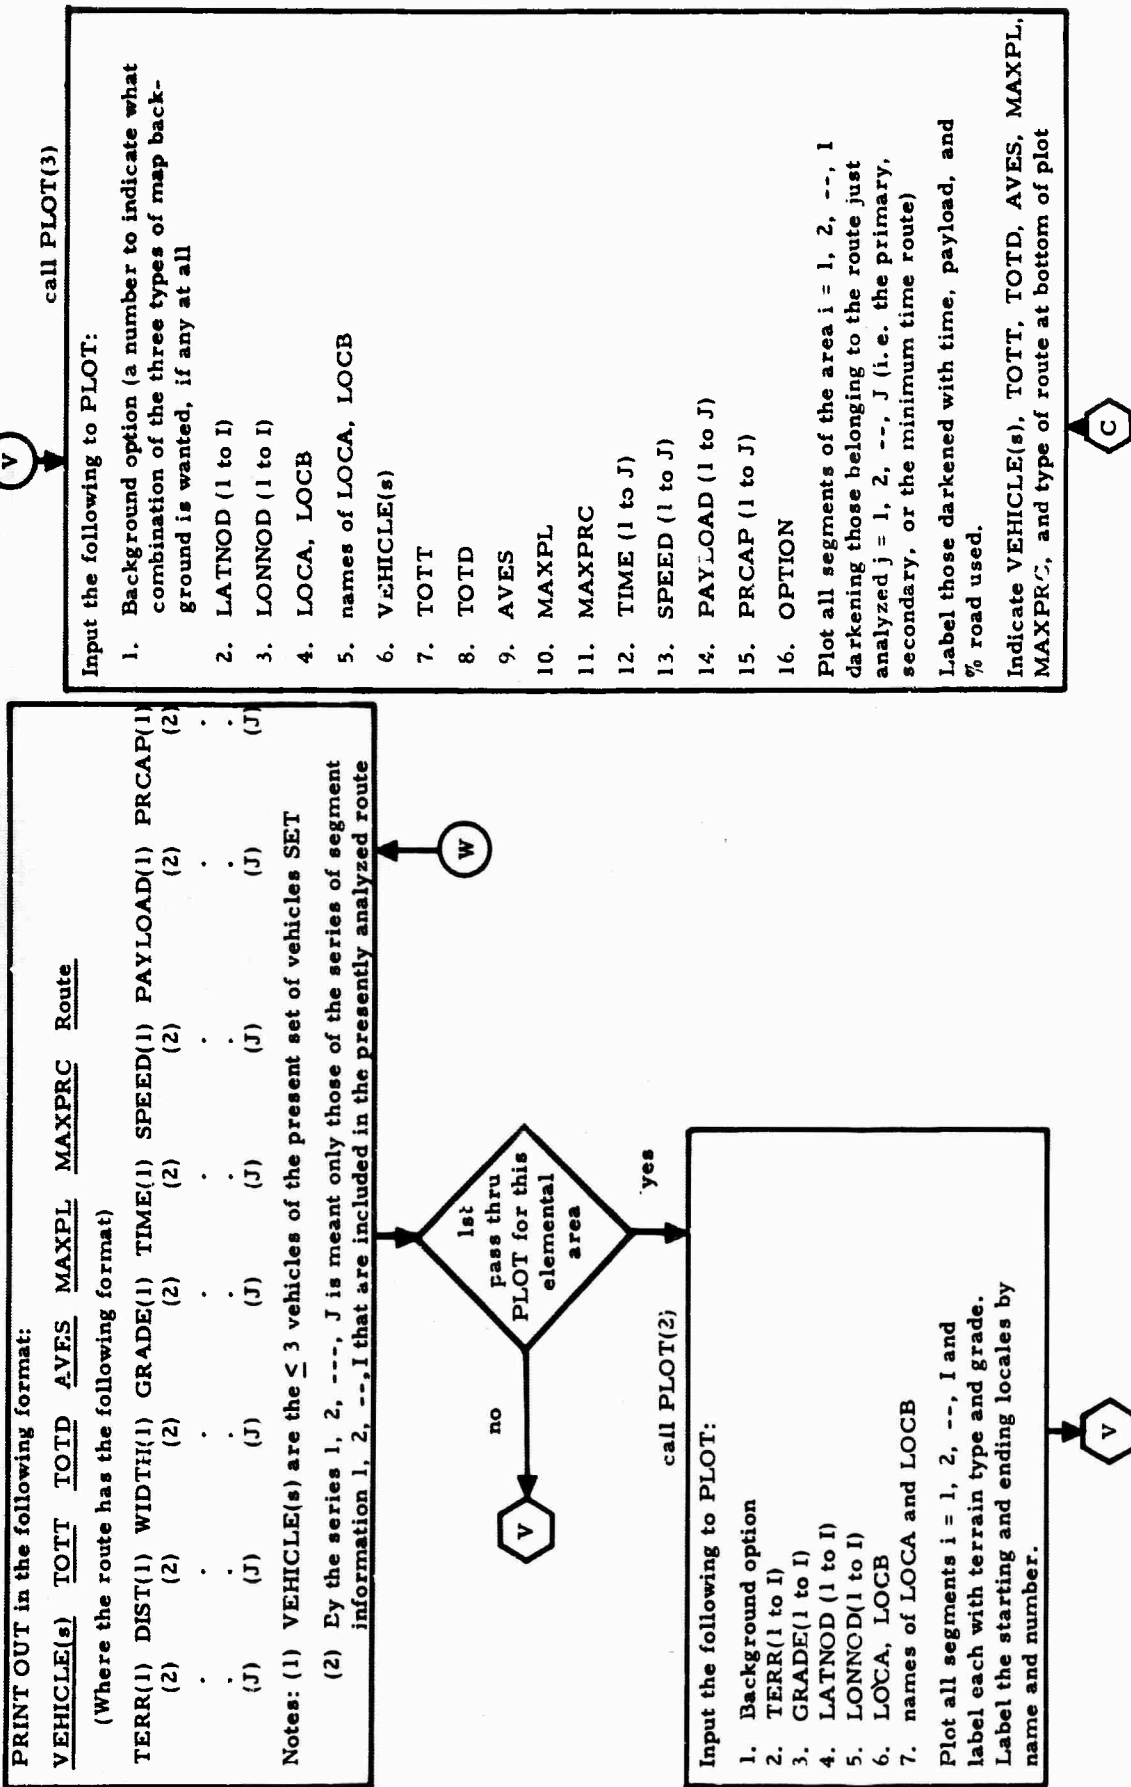 PRINT OUT in the following format:
VEHICLE(s) TOTT TOTD AVES MAXPL MAXPRC Route
(Where the route has the following format)
TERR(1) DIST(1) WIDTH(1) GRADE(1) TIME(1) SPEED(1) PAYLOAD(1) PRCAP(1)
(2) (2) (2) (2) (2) (2) (2) (2)
. . . . . . . .
. . . . . . . .
(J) (J) (J) (J) (J) (J) (J) (J)
Notes: (1) VEHICLE(s) are the ≤ 3 vehicles of the present set of vehicles SET
(2) Ey the series 1, 2, ---, J is meant only those of the series of segment
information 1, 2, --, I that are included in the presently analyzed route
W
1st
pass thru
PLOT for this
elemental
area
no
yes
V
call PLOT(2)
Input the following to PLOT:
1. Background option
2. TERR(1 to I)
3. GRADE(1 to I)
4. LATNOD (1 to I)
5. LONNOD(1 to I)
6. LOCA, LOCB
7. names of LOCA and LOCB
Plot all segments i = 1, 2, --, I and
label each with terrain type and grade.
Label the starting and ending locales by
name and number.
V
V
call PLOT(3)
Input the following to PLOT:
1. Background option (a number to indicate what
combination of the three types of map back-
ground is wanted, if any at all
2. LATNOD (1 to I)
3. LONNOD (1 to I)
4. LOCA, LOCB
5. names of LOCA, LOCB
6. VEHICLE(s)
7. TOTT
8. TOTD
9. AVES
10. MAXPL
11. MAXPRC
12. TIME (1 to J)
13. SPEED (1 to J)
14. PAYLOAD (1 to J)
15. PRCAP (1 to J)
16. OPTION
Plot all segments of the area i = 1, 2, --, I
darkening those belonging to the route just
analyzed j = 1, 2, --, J (i. e. the primary,
secondary, or the minimum time route)
Label those darkened with time, payload, and
% road used.
Indicate VEHICLE(s), TOTT, TOTD, AVES, MAXPL,
MAXPRC, and type of route at bottom of plot
C